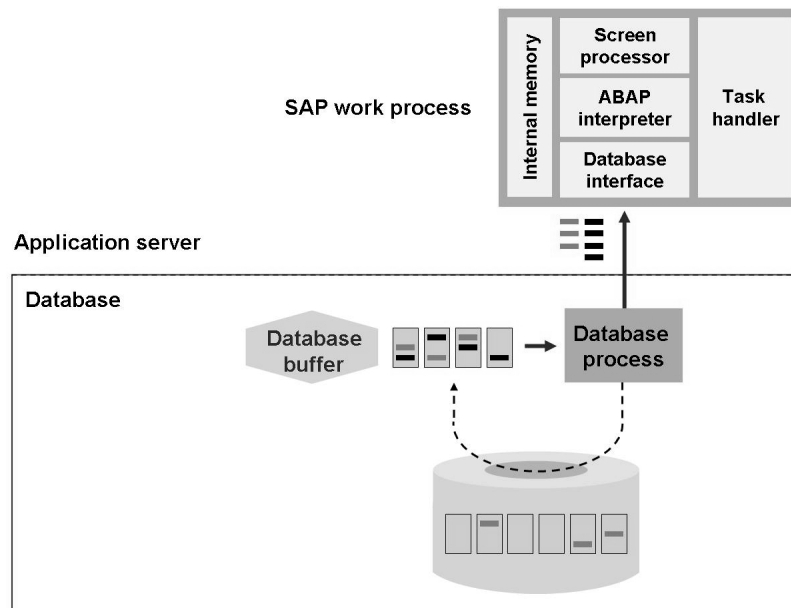 Screen
processor
SAP work process
Internal memory
ABAP
interpreter
Task
handler
Database
interface
Application server
Database
Database
buffer
Database
process